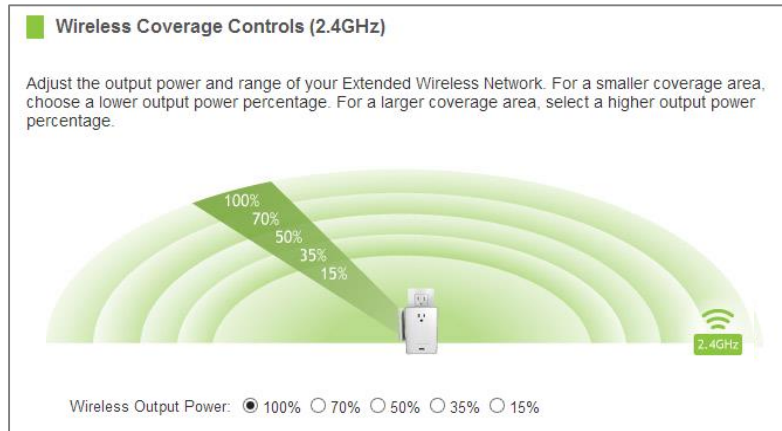 Wireless Coverage Controls (2.4GHz)
Adjust the output power and range of your Extended Wireless Network. For a smaller coverage area,
choose a lower output power percentage. For a larger coverage area, select a higher output power
percentage.
100%
70%
50%
35%
15%
2.4GHz
Wireless Output Power: 100% 70% 50% 35% 15%